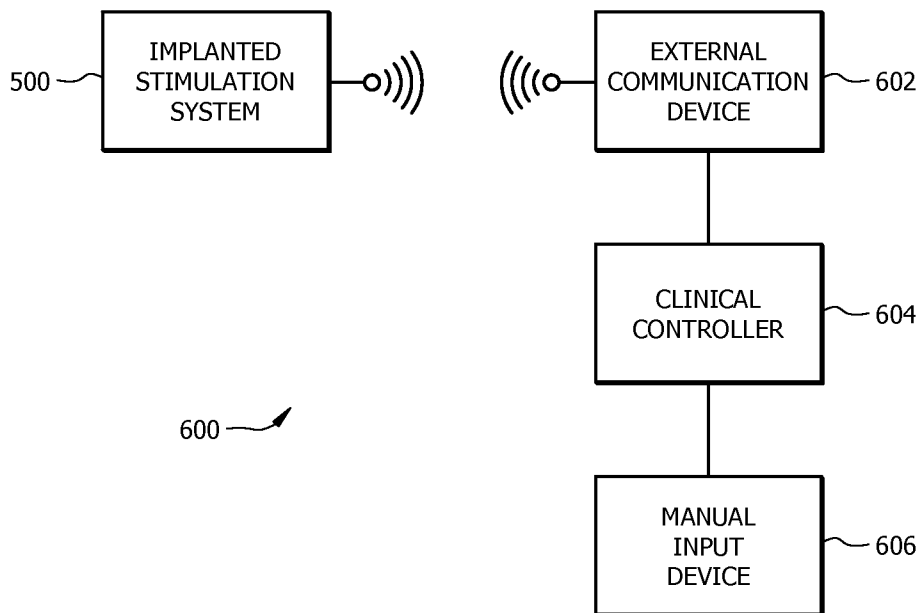 500
IMPLANTED
STIMULATION
SYSTEM
EXTERNAL
COMMUNICATION
DEVICE
602
CLINICAL
CONTROLLER
604
600
MANUAL
INPUT
DEVICE
606